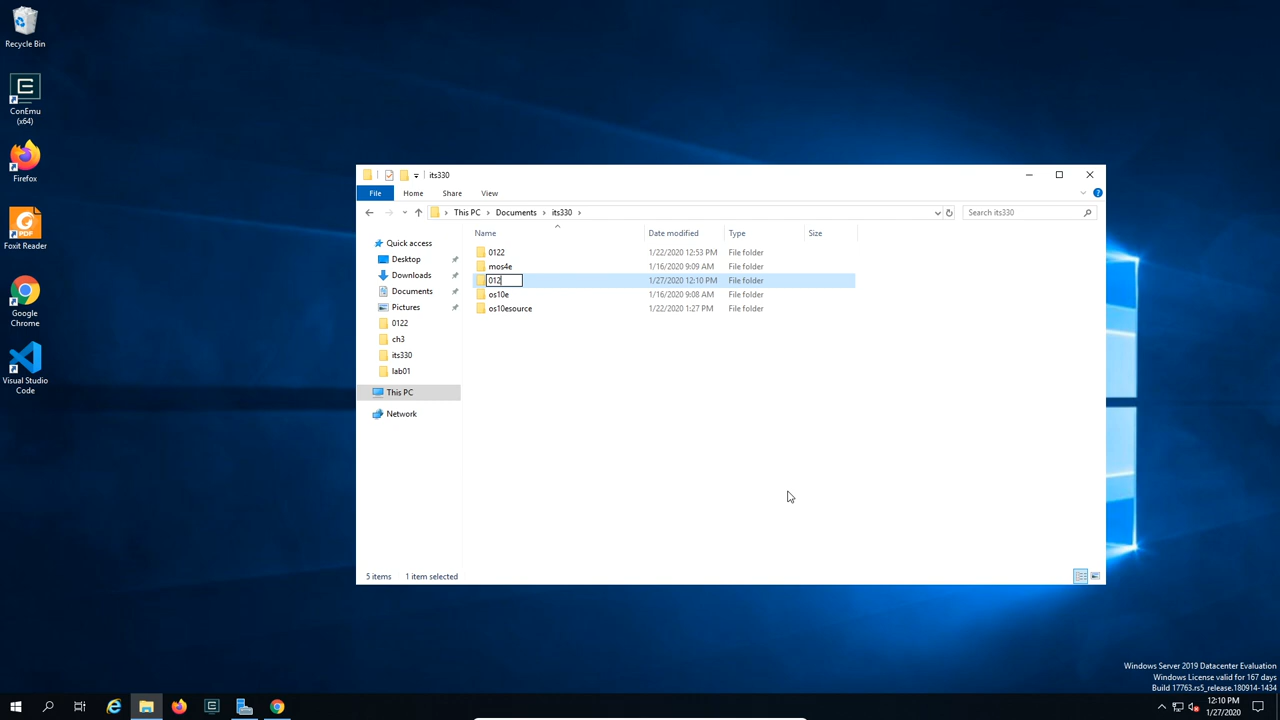 Recycle Bin
ConEmu
(x64)
Firefox
Foxit Reader
Google
Chrome
Visual Studio
Code
its330
File
Home
Share
View
This PC
Documents
its330
Search its330
Name
Date modified
Type
Size
Quick access
Desktop
Downloads
Documents
Pictures
0122
ch3
its330
lab01
This PC
Network
0122 1/22/2020 12:53 PM File folder
mos4e 1/16/2020 9:09 AM File folder
012 1/27/2020 12:10 PM File folder
os10e 1/16/2020 9:08 AM File folder
os10esource 1/22/2020 1:27 PM File folder
5 items 1 item selected
Windows Server 2019 Datacenter Evaluation
Windows License valid for 167 days
Build 17763.rs5_release.180914-1434
12:10 PM
1/27/2020